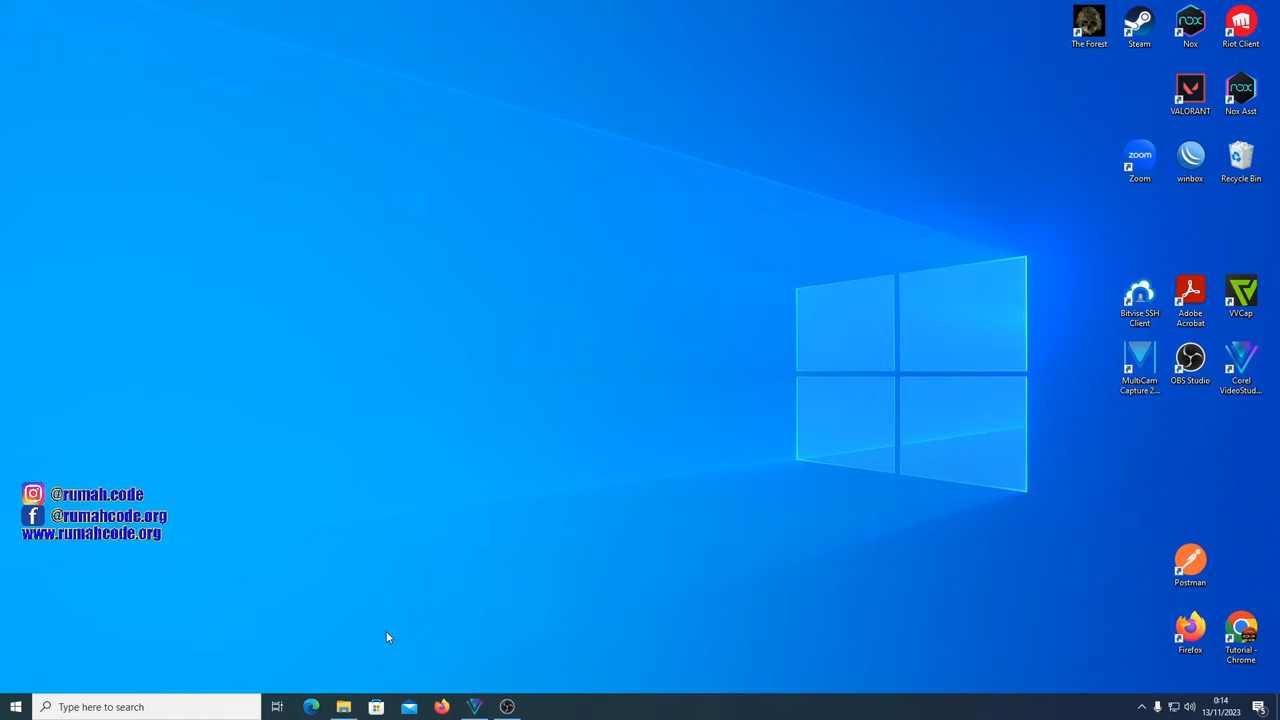 The Forest
Steam
Nox
Riot Client
VALORANT
Nox Asst
zoom
Zoom
winbox
Recycle Bin
Bitvise SSH
Client
Adobe
Acrobat
VVCap
MultiCam
Capture 2...
OBS Studio
Corel
VideoStud...
@rumah.code
@rumahcode.org
www.rumahcode.org
Postman
Firefox
Tutorial -
Chrome
Type here to search
0:14
13/11/2023
5